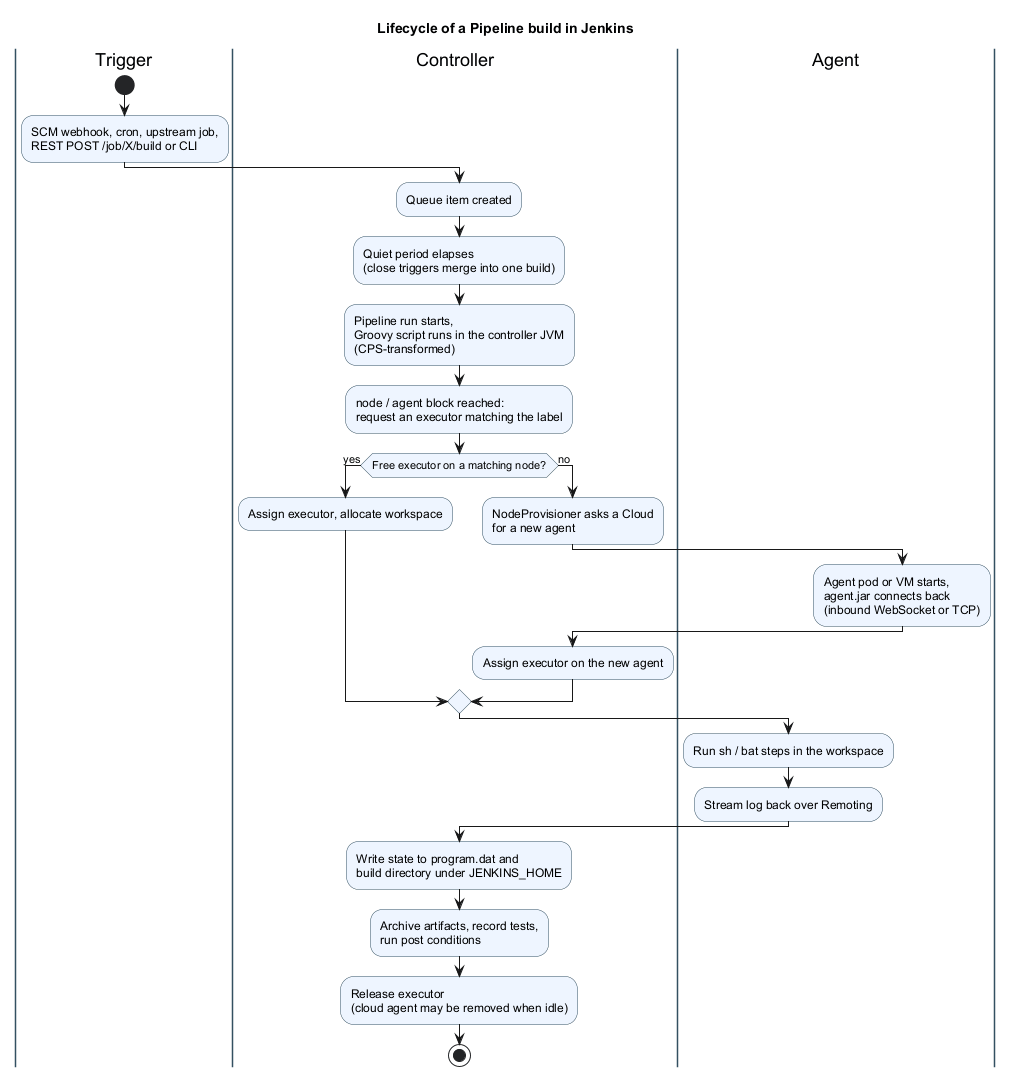 Lifecycle of a Pipeline build in Jenkins
Trigger
Controller
Agent
SCM webhook, cron, upstream job,
REST POST /job/X/build or CLI
Queue item created
Quiet period elapses
(close triggers merge into one build)
Pipeline run starts,
Groovy script runs in the controller JVM
(CPS-transformed)
node / agent block reached:
request an executor matching the label
yes
Free executor on a matching node?
no
Assign executor, allocate workspace
NodeProvisioner asks a Cloud
for a new agent
Agent pod or VM starts,
agent.jar connects back
(inbound WebSocket or TCP)
Assign executor on the new agent
Run sh / bat steps in the workspace
Stream log back over Remoting
Write state to program.dat and
build directory under JENKINS_HOME
Archive artifacts, record tests,
run post conditions
Release executor
(cloud agent may be removed when idle)